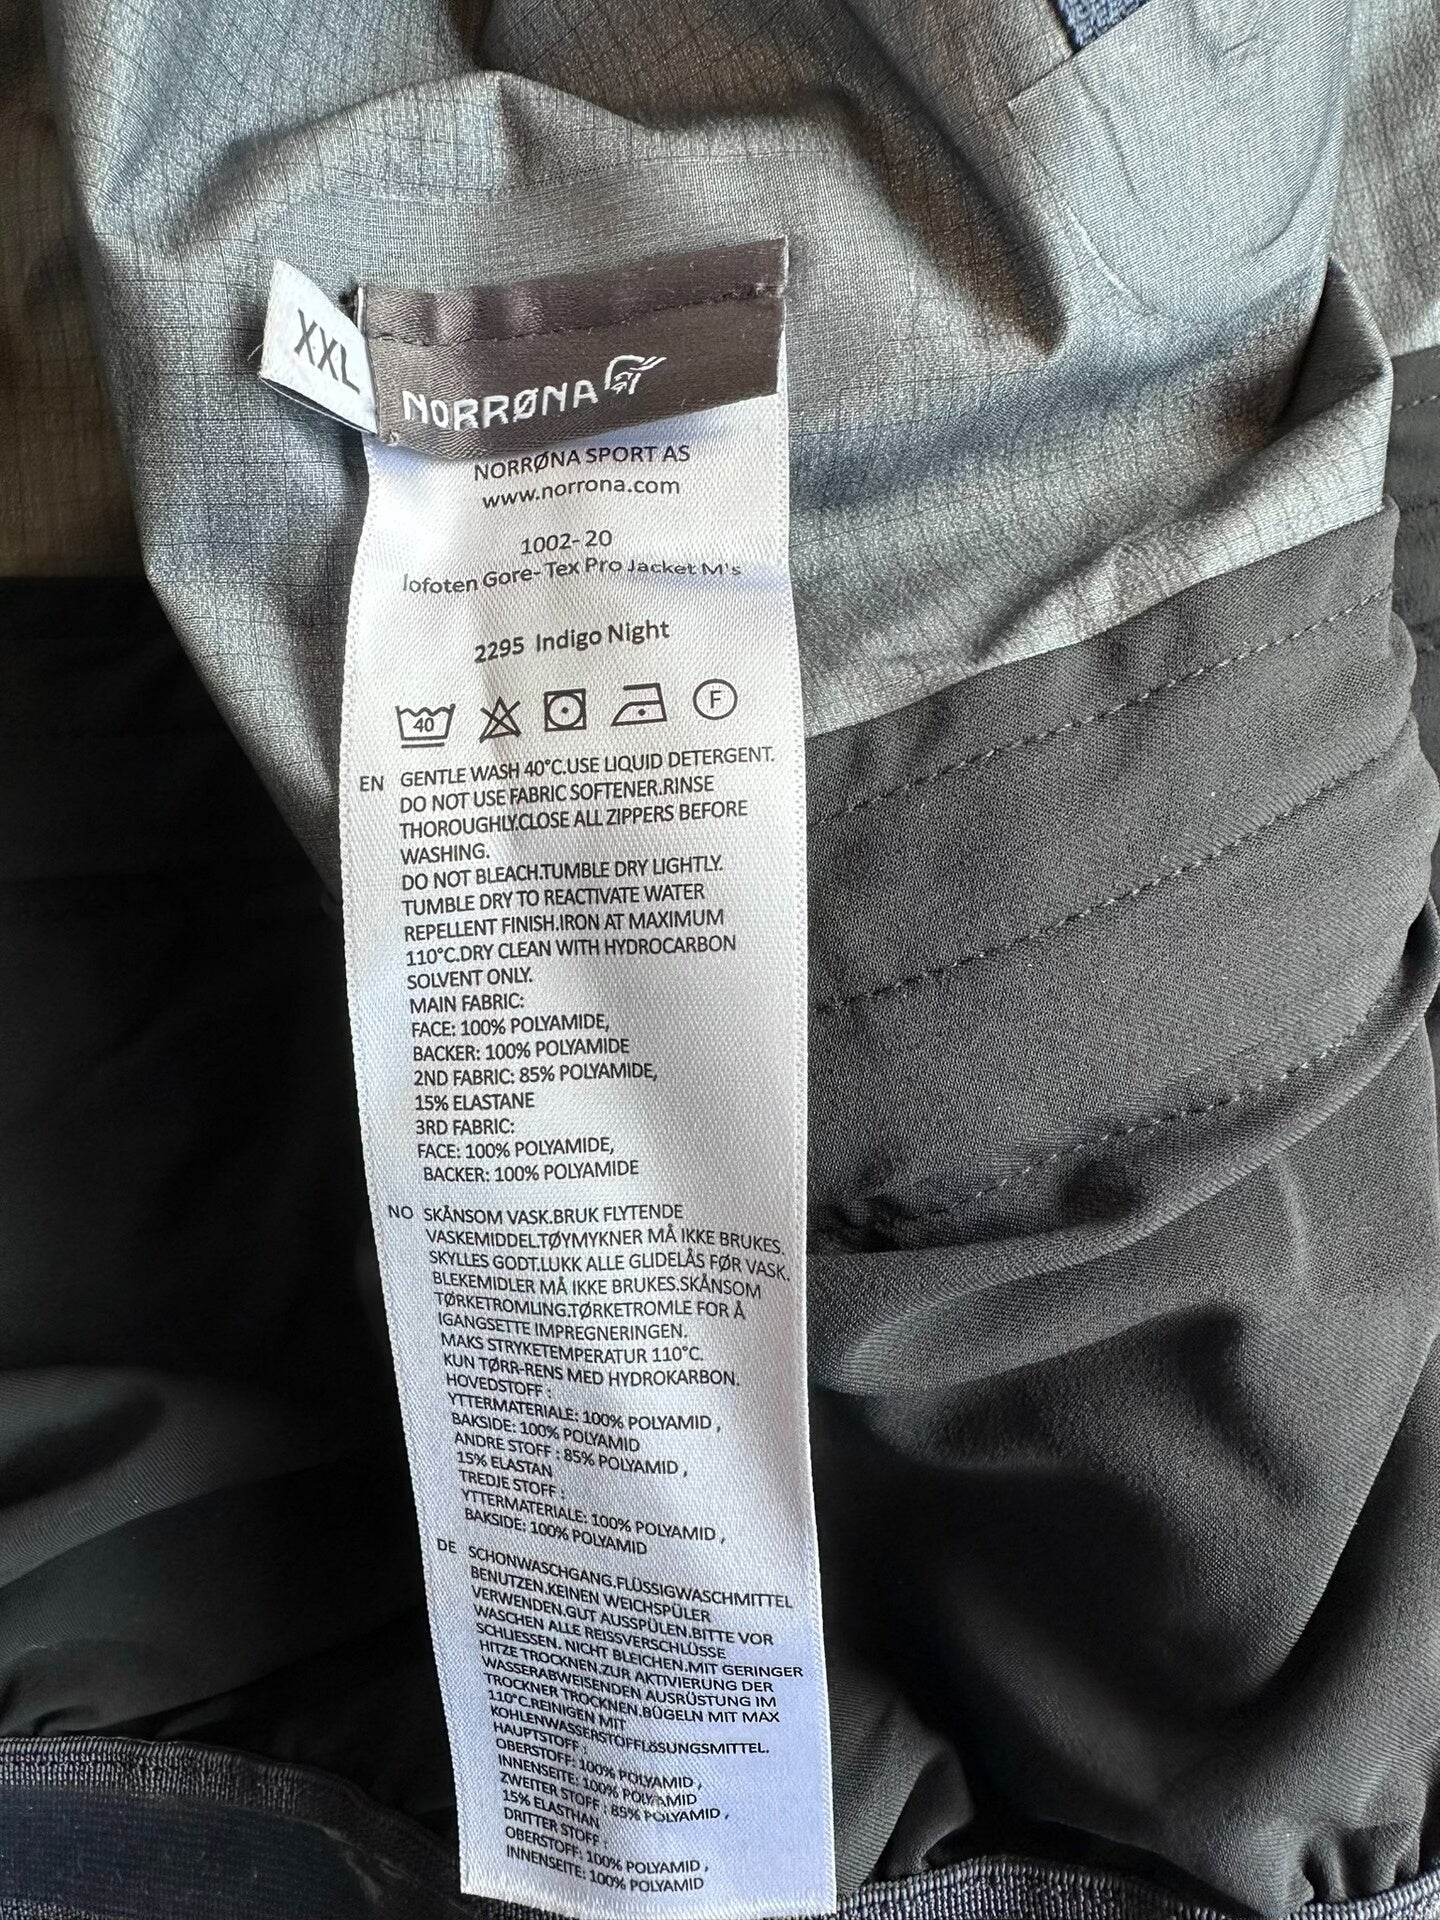 XXL
NORRØNA
NORRØNA SPORT AS
www.norrona.com
1002-20
lofoten Gore-Tex Pro Jacket M's
2295 Indigo Night
40
F
EN GENTLE WASH 40°C.USE LIQUID DETERGENT.
DO NOT USE FABRIC SOFTENER.RINSE
THOROUGHLY.CLOSE ALL ZIPPERS BEFORE
WASHING.
DO NOT BLEACH.TUMBLE DRY LIGHTLY.
TUMBLE DRY TO REACTIVATE WATER
REPELLENT FINISH.IRON AT MAXIMUM
110°C.DRY CLEAN WITH HYDROCARBON
SOLVENT ONLY.
MAIN FABRIC:
FACE: 100% POLYAMIDE,
BACKER: 100% POLYAMIDE
2ND FABRIC: 85% POLYAMIDE,
15% ELASTANE
3RD FABRIC:
FACE: 100% POLYAMIDE,
BACKER: 100% POLYAMIDE
NO SKÅNSOM VASK.BRUK FLYTENDE
VASKEMIDDEL.TØYMYKNER MÅ IKKE BRUKES.
SKYLLES GODT.LUKK ALLE GLIDELÅS FØR VASK.
BLEKEMIDLER MÅ IKKE BRUKES.SKÅNSOM
TØRKETROMLING.TØRKETROMLE FOR Å
IGANGSETTE IMPREGNERINGEN.
MAKS STRYKETEMPERATUR 110°C.
KUN TØRR-RENS MED HYDROKARBON.
HOVEDSTOFF :
YTTERMATERIALE: 100% POLYAMID ,
BAKSIDE: 100% POLYAMID
ANDRE STOFF : 85% POLYAMID ,
15% ELASTAN
TREDJE STOFF :
YTTERMATERIALE: 100% POLYAMID ,
BAKSIDE: 100% POLYAMID
DE SCHONWASCHGANG.FLÜSSIGWASCHMITTEL
BENUTZEN.KEINEN WEICHSPÜLER
VERWENDEN.GUT AUSSPÜLEN.BITTE VOR
WASCHEN ALLE REISSVERSCHLÜSSE
SCHLIESSEN. NICHT BLEICHEN.MIT GERINGER
HITZE TROCKNEN.ZUR AKTIVIERUNG DER
WASSERABWEISENDEN AUSRÜSTUNG IM
TROCKNER TROCKNEN.BÜGELN MIT MAX
110°C.REINIGEN MIT
KOHLENWASSERSTOFFLöSUNGSMITTEL.
HAUPTSTOFF :
OBERSTOFF: 100% POLYAMID ,
INNENSEITE: 100% POLYAMID
ZWEITER STOFF : 85% POLYAMID ,
15% ELASTHAN
DRITTER STOFF :
OBERSTOFF: 100% POLYAMID ,
INNENSEITE: 100% POLYAMID